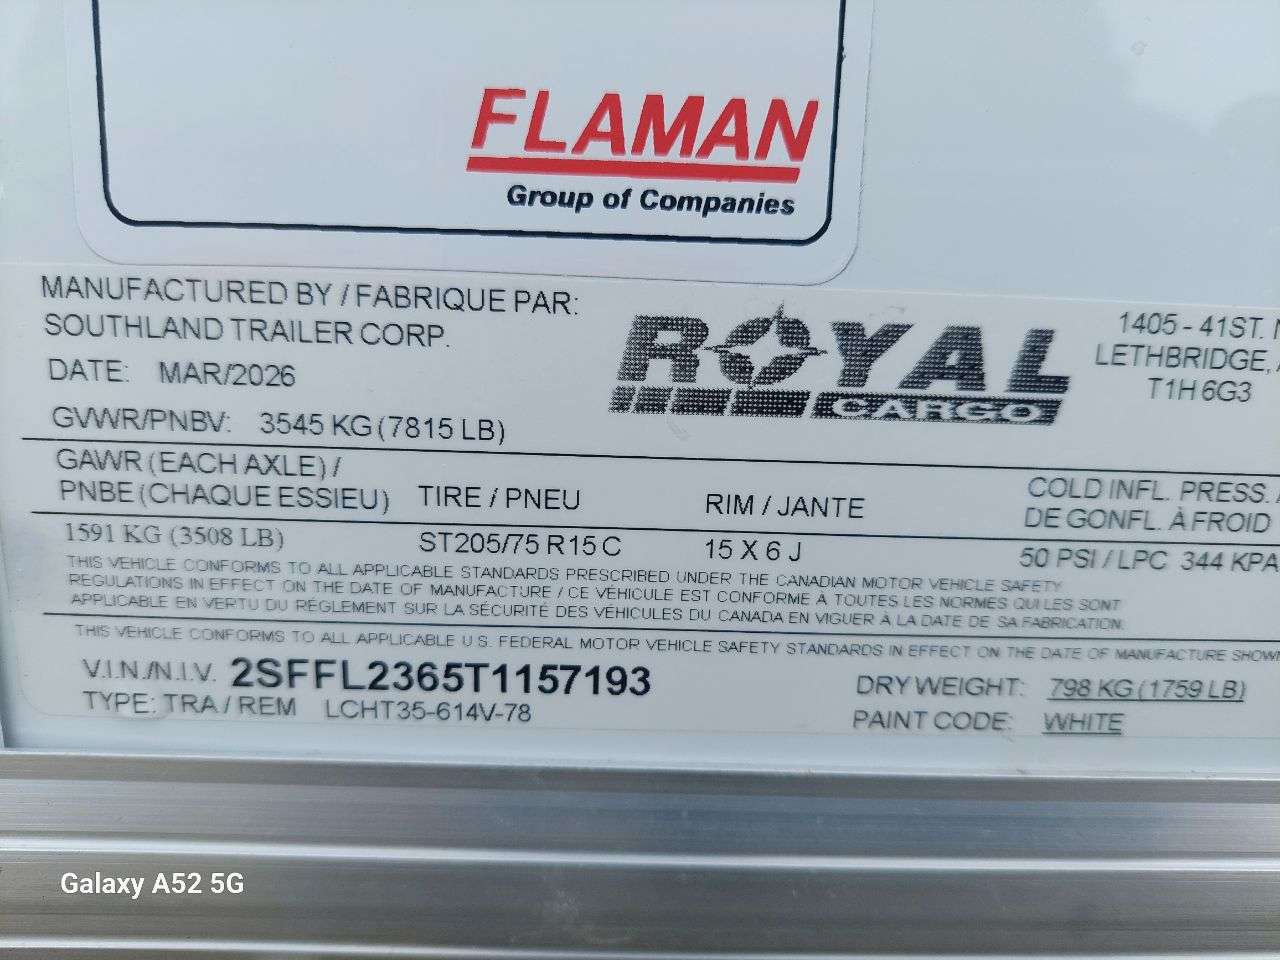 FLAMAN
Group of Companies
MANUFACTURED BY / FABRIQUE PAR:
SOUTHLAND TRAILER CORP.
DATE: MAR/2026
GVWR/PNBV: 3545 KG (7815 LB)
ROYAL
CARGO
1405 - 41ST.
LETHBRIDGE,
T1H 6G3
GAWR (EACH AXLE) /
PNBE (CHAQUE ESSIEU) TIRE / PNEU RIM / JANTE
COLD INFL. PRESS.
DE GONFL. À FROID
1591 KG (3508 LB) ST205/75 R15 C 15 X 6 J 50 PSI / LPC 344 KPA
THIS VEHICLE CONFORMS TO ALL APPLICABLE STANDARDS PRESCRIBED UNDER THE CANADIAN MOTOR VEHICLE SAFETY
REGULATIONS IN EFFECT ON THE DATE OF MANUFACTURE / CE VÉHICULE EST CONFORME À TOUTES LES NORMES QUI LES SONT
APPLICABLE EN VERTU DU RÉGLEMENT SUR LA SÉCURITÉ DES VÉHICULES DU CANADA EN VIGUER A LA DATE DE SA FABRICATION.
THIS VEHICLE CONFORMS TO ALL APPLICABLE U.S. FEDERAL MOTOR VEHICLE SAFETY STANDARDS IN EFFECT ON THE DATE OF MANUFACTURE SHOWN
V.I.N./N.I.V. 2SFFL2365T1157193 DRY WEIGHT: 798 KG (1759 LB)
TYPE: TRA / REM LCHT35-614V-78 PAINT CODE: WHITE
Galaxy A52 5G